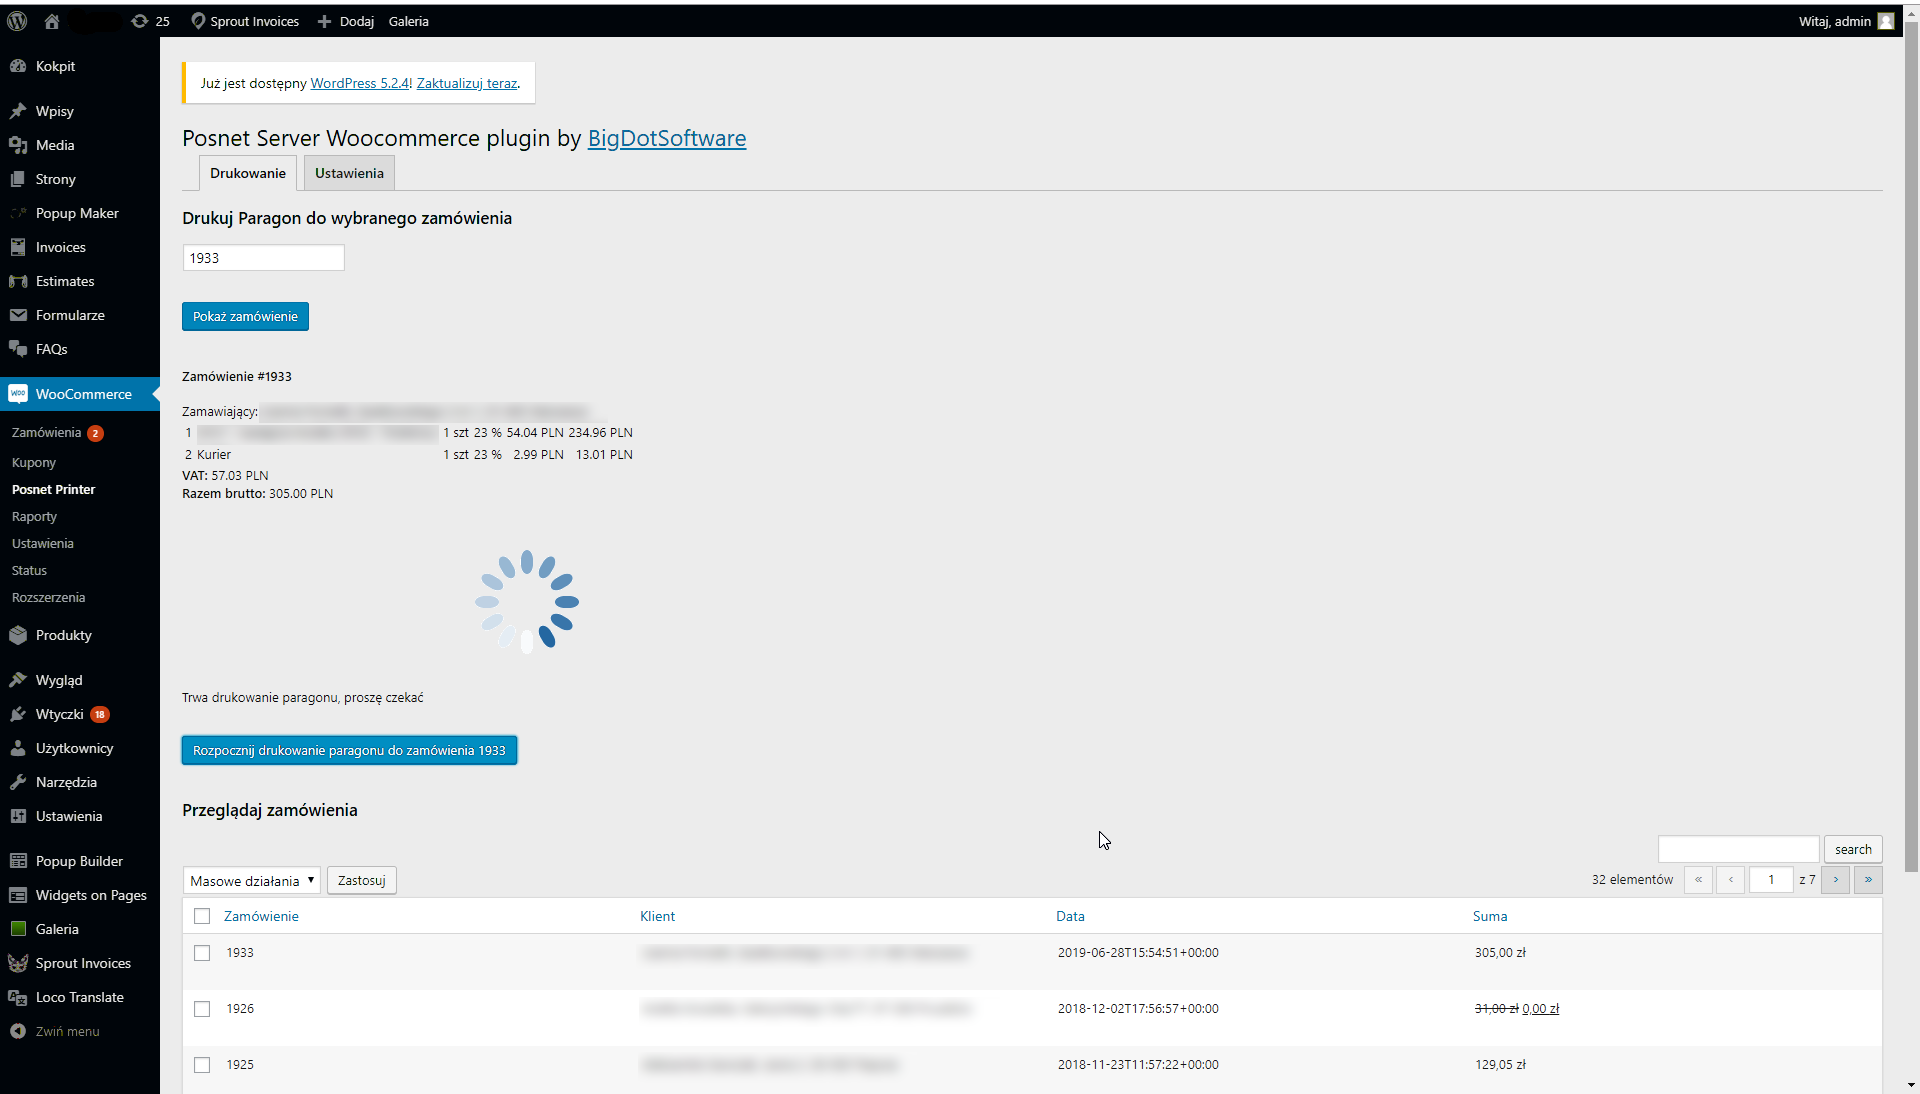 25 Sprout Invoices Dodaj Galeria Witaj, admin
Kokpit
Wpisy
Media
Strony
Popup Maker
Invoices
Estimates
Formularze
FAQs
WooCommerce
Zamówienia 2
Kupony
Posnet Printer
Raporty
Ustawienia
Status
Rozszerzenia
Produkty
Wygląd
Wtyczki 18
Użytkownicy
Narzędzia
Ustawienia
Popup Builder
Widgets on Pages
Galeria
Sprout Invoices
Loco Translate
Zwiń menu
Już jest dostępny WordPress 5.2.4! Zaktualizuj teraz.
Posnet Server Woocommerce plugin by BigDotSoftware
Drukowanie Ustawienia
Drukuj Paragon do wybranego zamówienia
1933
Pokaż zamówienie
Zamówienie #1933
Zamawiający:
1 1 szt 23 % 54.04 PLN 234.96 PLN
2 Kurier 1 szt 23 % 2.99 PLN 13.01 PLN
VAT: 57.03 PLN
Razem brutto: 305.00 PLN
Trwa drukowanie paragonu, proszę czekać
Rozpocznij drukowanie paragonu do zamówienia 1933
Przeglądaj zamówienia
search
Masowe działania Zastosuj 32 elementów « ‹ 1 z 7 › »
Zamówienie Klient Data Suma
1933 2019-06-28T15:54:51+00:00 305,00 zł
1926 2018-12-02T17:56:57+00:00 31,00 zł 0,00 zł
1925 2018-11-23T11:57:22+00:00 129,05 zł